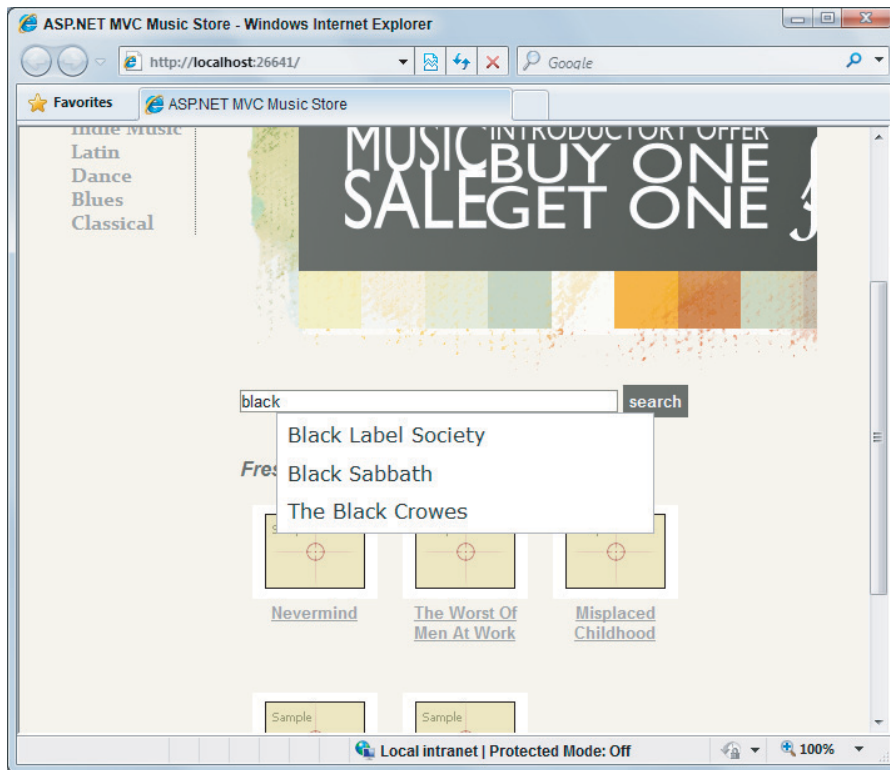 ASP.NET MVC Music Store - Windows Internet Explorer
http://localhost:26641/
Google
Favorites
ASP.NET MVC Music Store
Indie Music
Latin
Dance
Blues
Classical
MUSIC SALE
INTRODUCTORY OFFER
BUY ONE
GET ONE
black
search
Black Label Society
Black Sabbath
The Black Crowes
Fres
Nevermind
The Worst Of
Men At Work
Misplaced
Childhood
Sample
Sample
Local intranet | Protected Mode: Off
100%